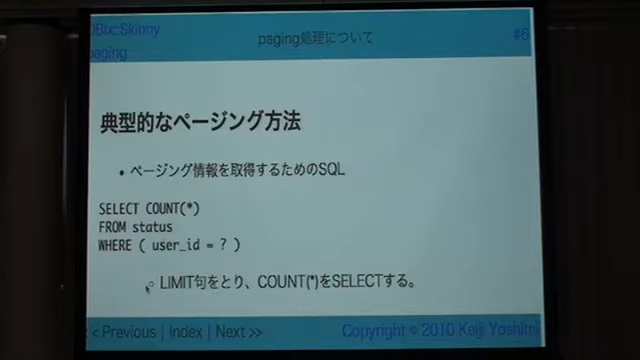 DBIx::Skinny
paging
paging処理について
#6
典型的なページング方法
• ページング情報を取得するためのSQL
SELECT COUNT(*)
FROM status
WHERE ( user_id = ? )
○ LIMIT句をとり、COUNT(*)をSELECTする。
< Previous | Index | Next >>
Copyright © 2010 Keiji Yoshimi